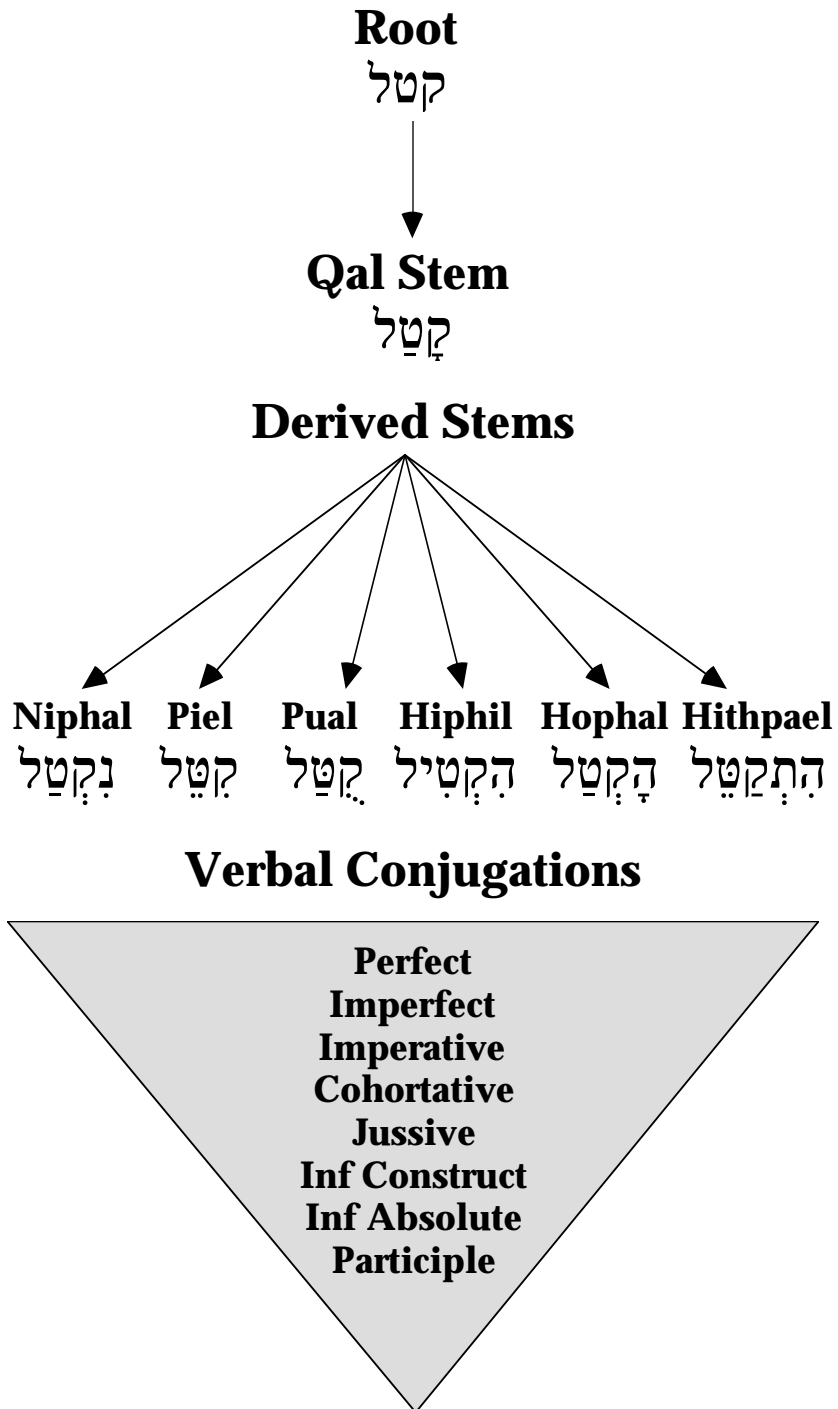 Root
קטל
Qal Stem
קָטַל
Derived Stems
Niphal Piel Pual Hiphil Hophal Hithpael
נִקְטַל קִטֵּל קֻטַּל הִקְטִיל הָקְטַל הִתְקַטֵּל
Verbal Conjugations
Perfect
Imperfect
Imperative
Cohortative
Jussive
Inf Construct
Inf Absolute
Participle